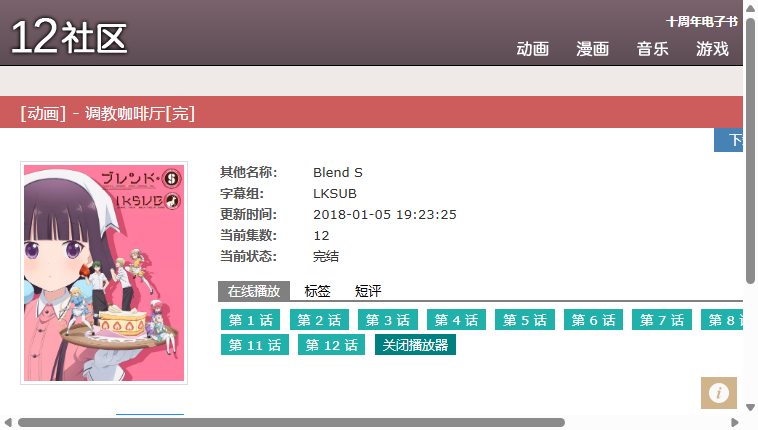 12社区
十周年电子书
动画 漫画 音乐 游戏
[动画] - 调教咖啡厅[完]
下
ブレンド・S
LKSUB
其他名称: Blend S
字幕组: LKSUB
更新时间: 2018-01-05 19:23:25
当前集数: 12
当前状态: 完结
在线播放 标签 短评
第 1 话 第 2 话 第 3 话 第 4 话 第 5 话 第 6 话 第 7 话 第 8
第 11 话 第 12 话 关闭播放器
i